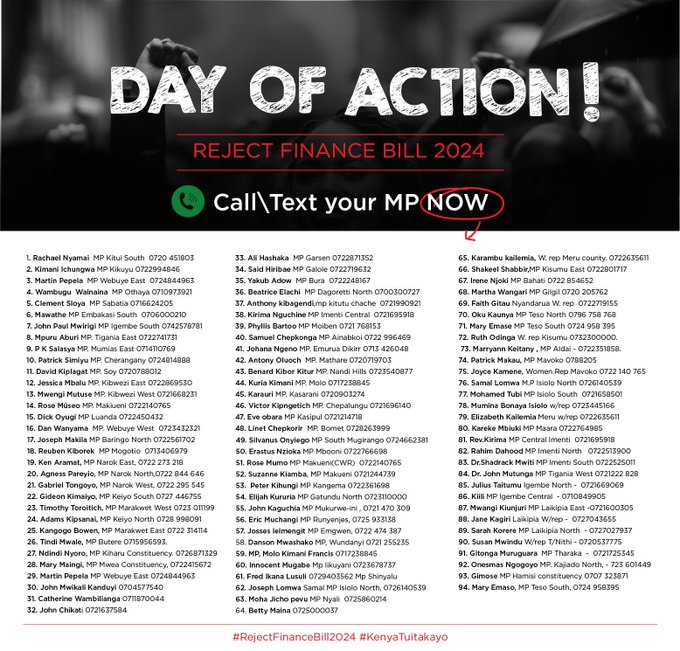 DAY OF ACTION!
REJECT FINANCE BILL 2024
Call\Text your MP NOW
1. Rachael Nyamai MP Kitui South 0720 451803
2. Kimani Ichungwa MP Kikuyu 0722994846
3. Martin Pepela MP Webuye East 0724844963
4. Wambugu Wainaina MP Othaya 0710973921
5. Clement Sloya MP Sabatia 0716624205
6. Mawathe MP Embakasi South 0706000210
7. John Paul Mwirigi MP Igembe South 0742578781
8. Mpuru Aburi MP. Tigania East 0722741731
9. P K Salasya MP. Mumias East 0714110769
10. Patrick Simiyu MP. Cherangany 0724814888
11. David Kiplagat MP. Soy 0720788012
12. Jessica Mbalu MP. Kibwezi East 0722869530
13. Mwengi Mutuse MP. Kibwezi West 0721668231
14. Rose Múseo MP. Makueni 0722140765
15. Dick Oyugi MP Luanda 0722450432
16. Dan Wanyama MP. Webuye West 0723432321
17. Joseph Makila MP Baringo North 0722561702
18. Reuben Kiborek MP Mogotio 0713406979
19. Ken Aramat, MP Narok East, 0722 273 218
20. Agness Pareyio, MP Narok North,0722 844 646
21. Gabriel Tongoyo, MP Narok West, 0722 295 545
22. Gideon Kimaiyo, MP Keiyo South 0727 446755
23. Timothy Toroitich, MP Marakwet West 0723 011199
24. Adams Kipsanai, MP Keiyo North 0728 998091
25. Kangogo Bowen, MP Marakwet East 0722 314114
26. Tindi Mwale, MP Butere 0715956593.
27. Ndindi Nyoro, MP Kiharu Constituency. 0726871329
28. Mary Maingi, MP Mwea Constituency, 0722415672
29. Martin Pepela MP Webuye East 0724844963
30. John Mwikali Kanduyi 0704577540
31. Catherine Wambilianga 0711870044
32. John Chikati 0721637584
33. Ali Hashaka MP Garsen 0722871352
34. Said Hiribae MP Galole 0722719632
35. Yakub Adow MP Bura 0722248167
36. Beatrice Elachi MP Dagoretti North 0700300727
37. Anthony kibagendi,mp kitutu chache 0721990921
38. Kirima Nguchine MP Imenti Central 0721695918
39. Phyllis Bartoo MP Moiben 0721 768153
40. Samuel Chepkonga MP Ainabkoi 0722 996469
41. Johana Ngeno MP. Emurua Dikirr 0713 426048
42. Antony Oluoch MP. Mathare 0720719703
43. Benard Kibor Kitur MP. Nandi Hills 0723540877
44. Kuria Kimani MP. Molo 0717238845
45. Karauri MP. Kasarani 0720903274
46. Victor Kipngetich MP. Chepalungu 0721696140
47. Eve obara MP Kasipul 0721214718
48. Linet Chepkorir MP. Bomet 0728263999
49. Silvanus Onyiego MP South Mugirango 0724662381
50. Erastus Nzioka MP Mbooni 0722766698
51. Rose Mumo MP Makueni(CWR) 0722140765
52. Suzanne Kiamba, MP Makueni 0721244739
53. Peter Kihungi MP Kangema 0722361698
54. Elijah Kururia MP Gatundu North 0723110000
55. John Kaguchia MP Mukurwe-ini , 0721 470 309
56. Eric Muchangi MP Runyenjes, 0725 933138
57. Josses lelmengit MP Emgwen, 0722 474 387
58. Danson Mwashako MP, Wundanyi 0721 255235
59. MP, Molo Kimani Francis 0717238845
60. Innocent Mugabe Mp likuyani 0723678737
61. Fred Ikana Lusuli 0729403562 Mp Shinyalu
62. Joseph Lomwa Samal MP Isiolo North, 0726140539
63. Moha Jicho pevu MP Nyali 0725860214
64. Betty Maina 0725000037
65. Karambu kailemia, W. rep Meru county. 0722635611
66. Shakeel Shabbir,MP Kisumu East 0722801717
67. Irene Njoki MP Bahati 0722 854652
68. Martha Wangari MP Gilgil 0720 205762
69. Faith Gitau Nyandarua W. rep 0722719155
70. Oku Kaunya MP Teso North 0796 758 768
71. Mary Emase MP Teso South 0724 958 395
72. Ruth Odinga W. rep Kisumu 0732300000.
73. Marryann Keitany , MP Aldai - 0722351858.
74. Patrick Makau, MP Mavoko 0788205
75. Joyce Kamene, Women Rep Mavoko 0722 140 765
76. Samal Lomwa M.P Isiolo North 0726140539
77. Mohamed Tubi MP Isiolo South 0721658501
78. Mumina Bonaya Isiolo w/rep 0723445166
79. Elizabeth Kailemia Meru w/rep 0722635611
80. Kareke Mbiuki MP Maara 0722764985
81. Rev.Kirima MP Central Imenti 0721695918
82. Rahim Dahood MP Imenti North 0722513900
83. Dr.Shadrack Mwiti MP Imenti South 0722525011
84. Dr. John Mutunga MP Tigania West 0721222 828
85. Julius Taitumu Igembe North - 0721669069
86. Kiili MP Igembe Central - 0710849905
87. Mwangi Kiunjuri MP Laikipia East -0721600305
88. Jane Kagiri Laikipia W/rep - 0727043655
89. Sarah Korere MP Laikipia North - 0727027937
90. Susan Mwindu W/rep T/Nithi - 0720537775
91. Gitonga Muruguara MP Tharaka - 0721725345
92. Onesmas Ngogoyo MP. Kajiado North, - 723 601449
93. Gimose MP Hamisi constituency 0707 323871
94. Mary Emaso, MP Teso South, 0724 958395
#RejectFinanceBill2024 #KenyaTuitakayo